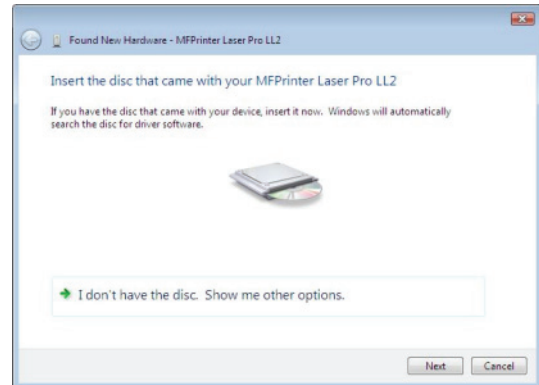 Found New Hardware - MFPrinter Laser Pro LL2
Insert the disc that came with your MFPrinter Laser Pro LL2
If you have the disc that came with your device, insert it now.  Windows will automatically
search the disc for driver software.
I don't have the disc.  Show me other options.
Next Cancel